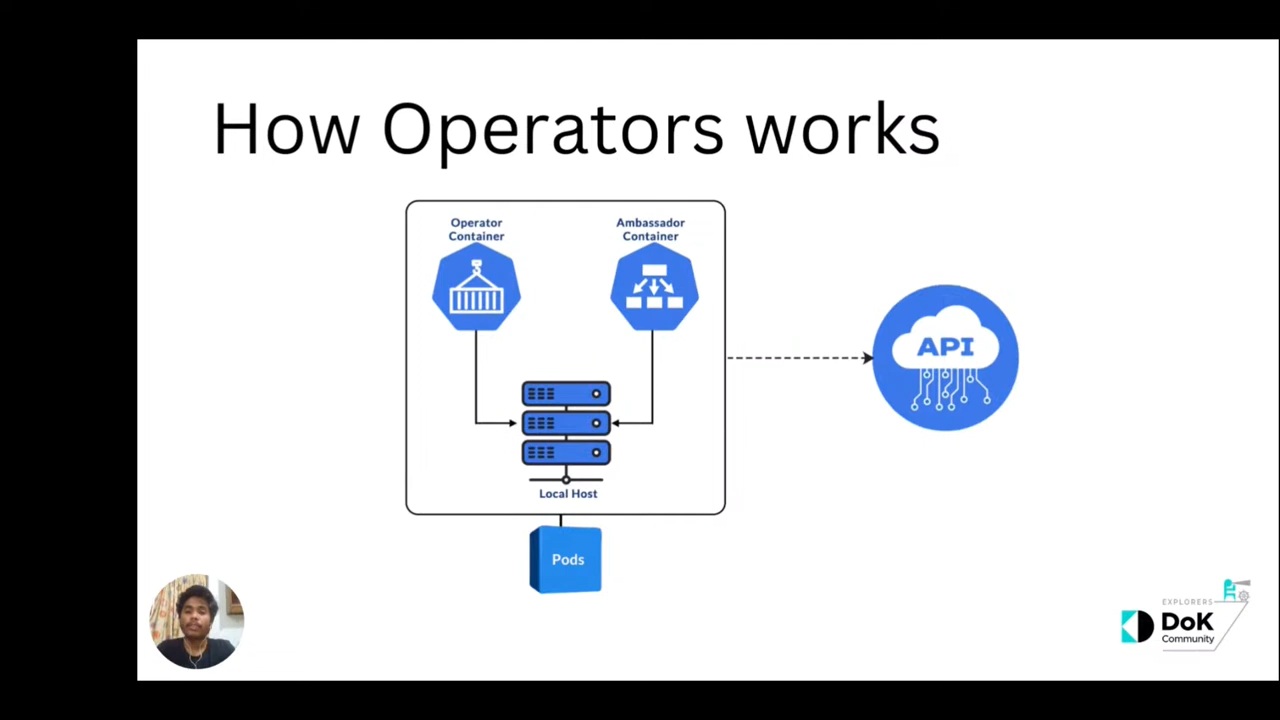 How Operators works
Operator
Container
Ambassador
Container
API
Local Host
Pods
EXPLORERS
DoK
Community